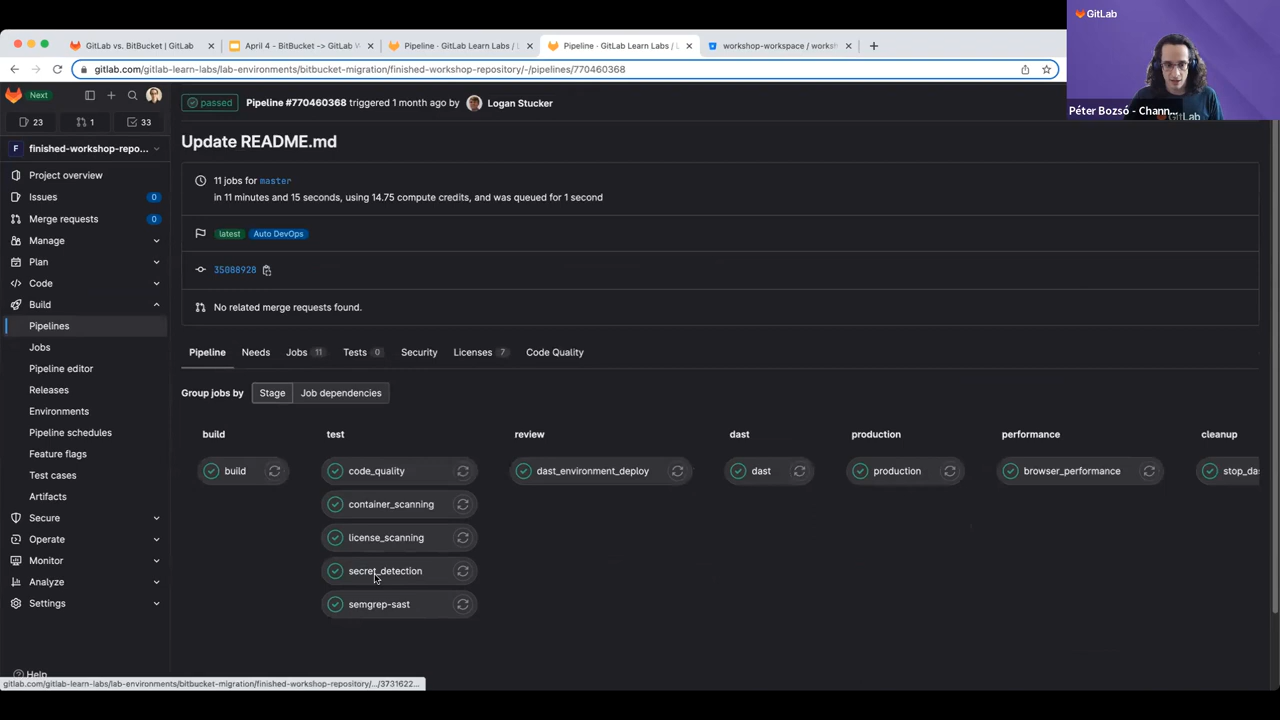 GitLab
GitLab vs. BitBucket | GitLab
April 4 - BitBucket -> GitLab W
Pipeline · GitLab Learn Labs / L
Pipeline · GitLab Learn Labs / L
workshop-workspace / worksh
gitlab.com/gitlab-learn-labs/lab-environments/bitbucket-migration/finished-workshop-repository/-/pipelines/770460368
Péter Bozsó - Chann...
GitLab
Next
23
1
33
F finished-workshop-repo...
Project overview
Issues 0
Merge requests 0
Manage
Plan
Code
Build
Pipelines
Jobs
Pipeline editor
Releases
Environments
Pipeline schedules
Feature flags
Test cases
Artifacts
Secure
Operate
Monitor
Analyze
Settings
Help
passed Pipeline #770460368 triggered 1 month ago by Logan Stucker
Update README.md
11 jobs for master
in 11 minutes and 15 seconds, using 14.75 compute credits, and was queued for 1 second
latest Auto DevOps
35088928
No related merge requests found.
Pipeline Needs Jobs 11 Tests 0 Security Licenses 7 Code Quality
Group jobs by Stage Job dependencies
build test review dast production performance cleanup
build code_quality dast_environment_deploy dast production browser_performance stop_das
container_scanning
license_scanning
secret_detection
semgrep-sast
gitlab.com/gitlab-learn-labs/lab-environments/bitbucket-migration/finished-workshop-repository/.../3731622...